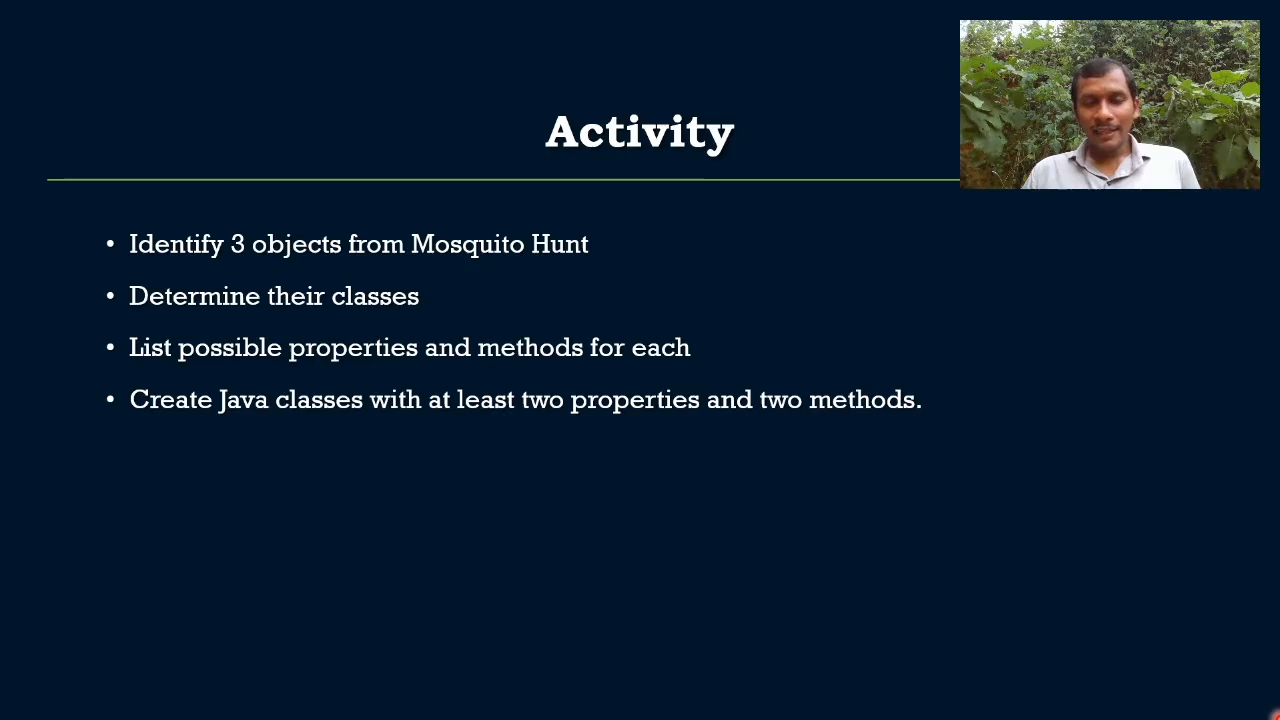 Activity
• Identify 3 objects from Mosquito Hunt
• Determine their classes
• List possible properties and methods for each
• Create Java classes with at least two properties and two methods.